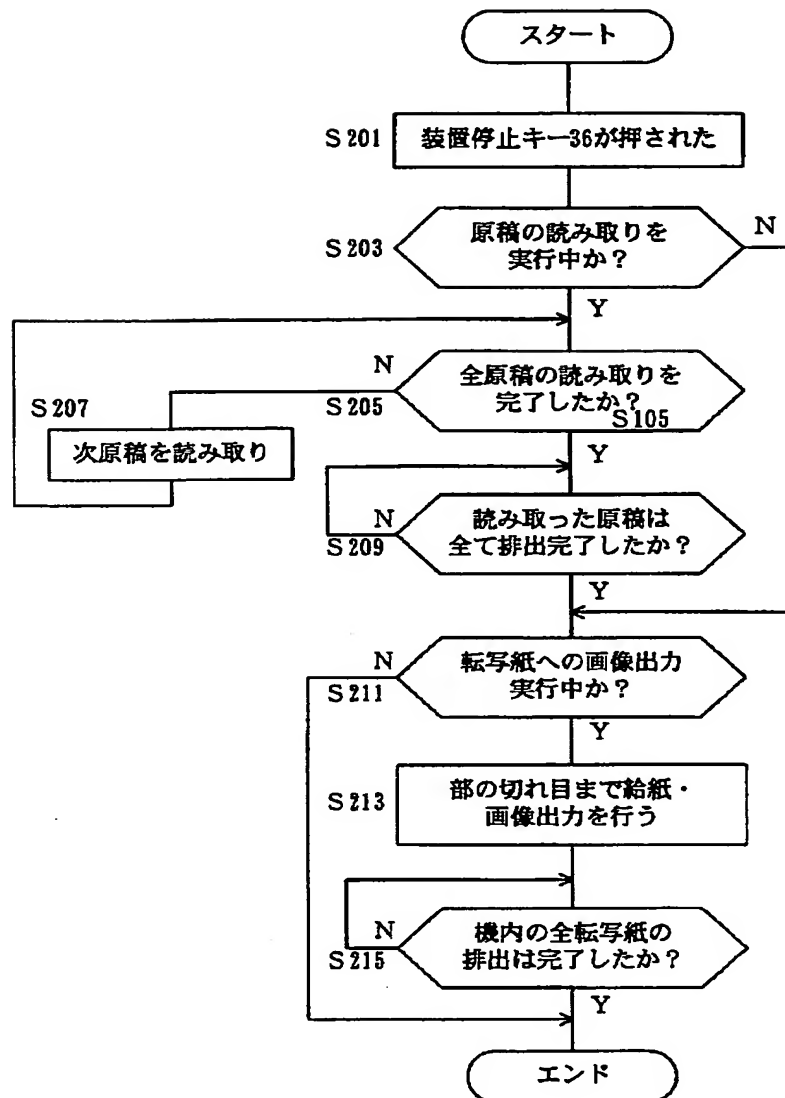 スタート
S201
装置停止キー36が押された
原稿の読み取りを
実行中か?
N
S203
Y
N
全原稿の読み取りを
完了したか?
S205
S105
S207
次原稿を読み取り
Y
N
読み取った原稿は
全て排出完了したか?
S209
Y
N
転写紙への画像出力
実行中か?
S211
Y
S213
部の切れ目まで給紙・
画像出力を行う
N
機内の全転写紙の
排出は完了したか?
S215
Y
エンド